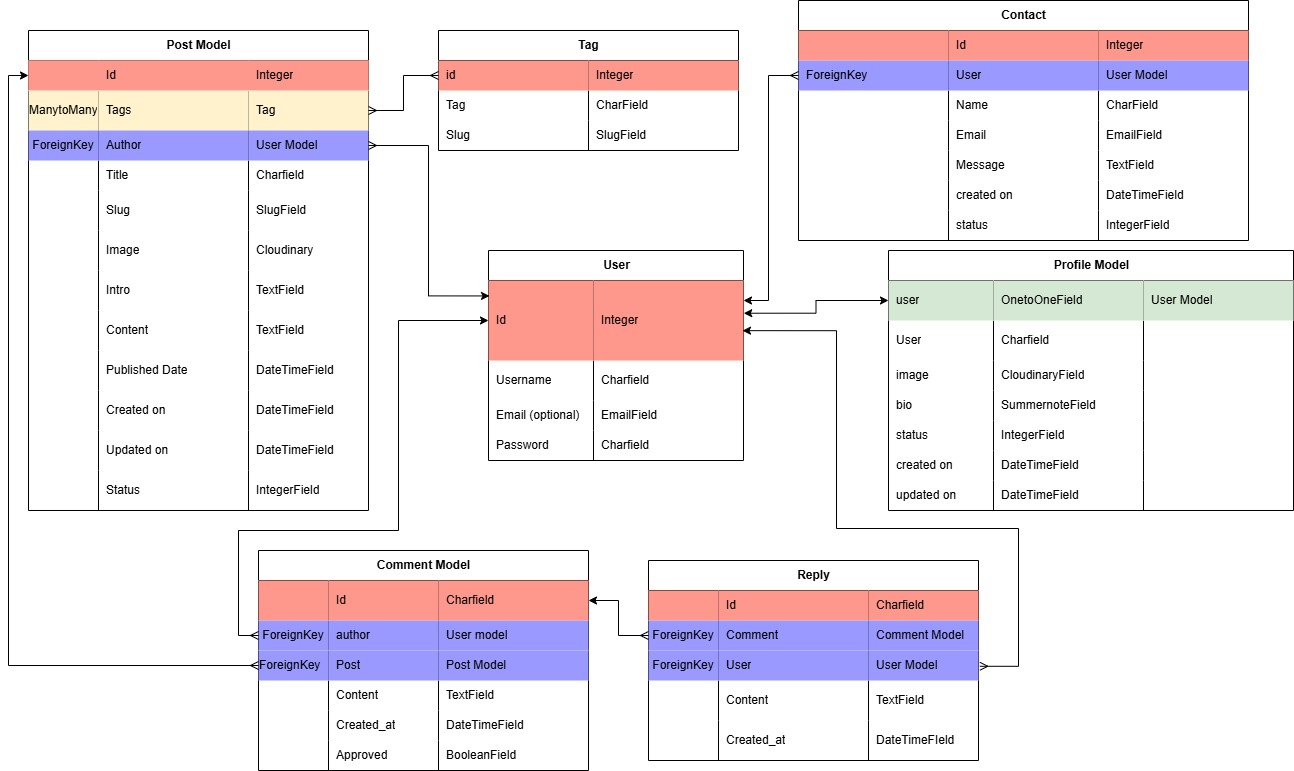 Post Model
Id Integer
ManytoMany Tags Tag
ForeignKey Author User Model
Title Charfield
Slug SlugField
Image Cloudinary
Intro TextField
Content TextField
Published Date DateTimeField
Created on DateTimeField
Updated on DateTimeField
Status IntegerField
Tag
id Integer
Tag CharField
Slug SlugField
Contact
Id Integer
ForeignKey User User Model
Name CharField
Email EmailField
Message TextField
created on DateTimeField
status IntegerField
User
Id Integer
Username Charfield
Email (optional) EmailField
Password Charfield
Profile Model
user OnetoOneField User Model
User Charfield
image CloudinaryField
bio SummernoteField
status IntegerField
created on DateTimeField
updated on DateTimeField
Comment Model
Id Charfield
ForeignKey author User model
ForeignKey Post Post Model
Content TextField
Created_at DateTimeField
Approved BooleanField
Reply
Id Charfield
ForeignKey Comment Comment Model
ForeignKey User User Model
Content TextField
Created_at DateTimeFIeld